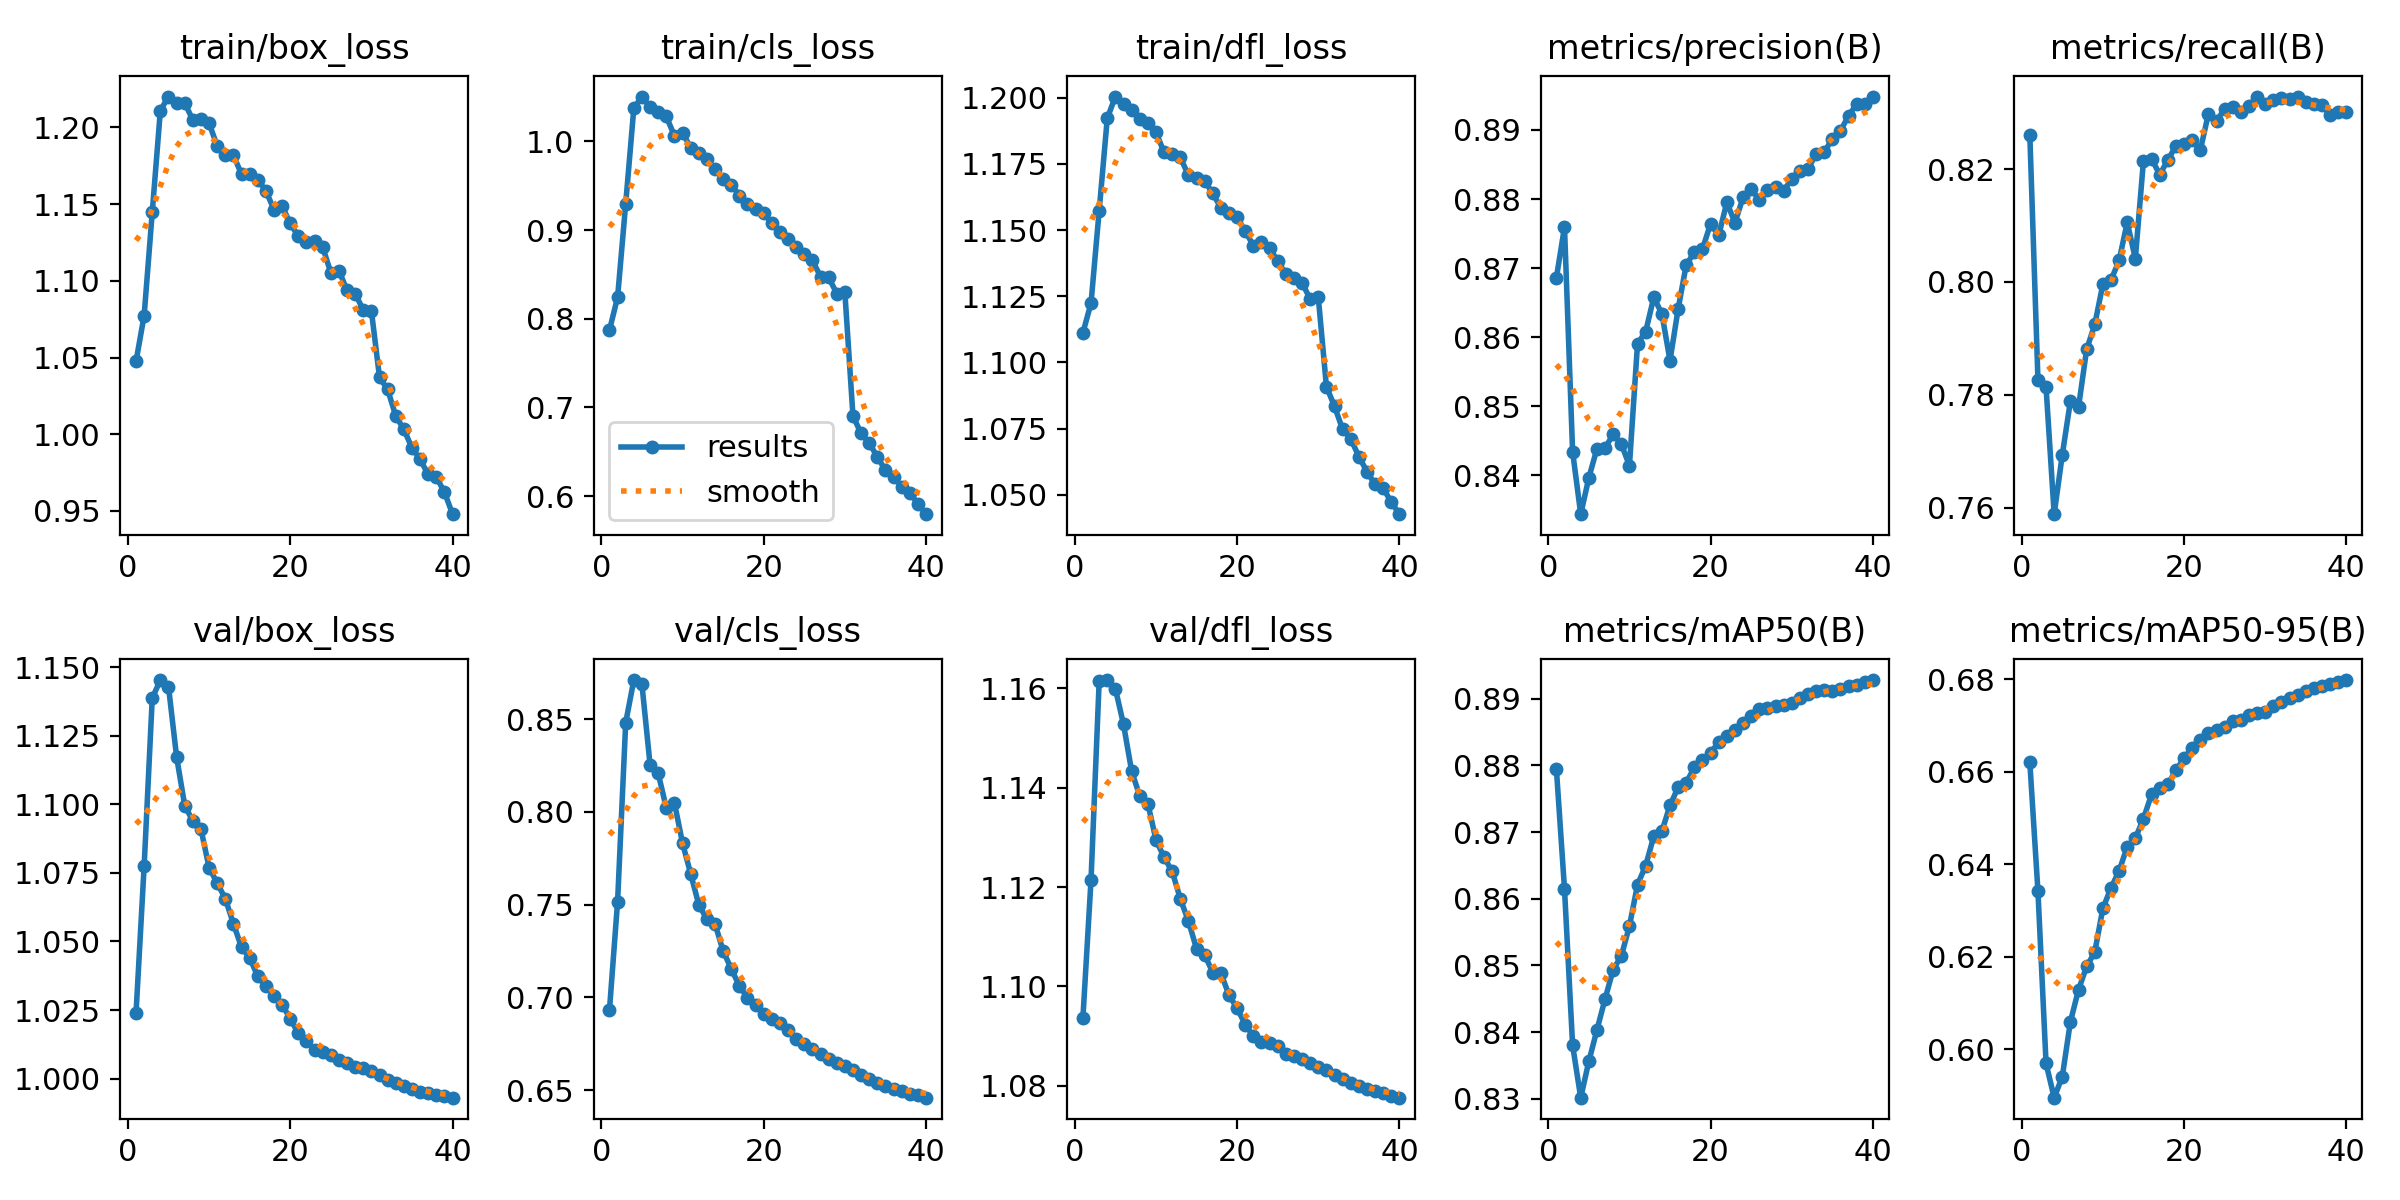 train/box_loss
1.20
1.15
1.10
1.05
1.00
0.95
0 20 40
train/cls_loss
1.0
0.9
0.8
0.7
0.6
results
smooth
0 20 40
train/dfl_loss
1.200
1.175
1.150
1.125
1.100
1.075
1.050
0 20 40
metrics/precision(B)
0.89
0.88
0.87
0.86
0.85
0.84
0 20 40
metrics/recall(B)
0.82
0.80
0.78
0.76
0 20 40
val/box_loss
1.150
1.125
1.100
1.075
1.050
1.025
1.000
0 20 40
val/cls_loss
0.85
0.80
0.75
0.70
0.65
0 20 40
val/dfl_loss
1.16
1.14
1.12
1.10
1.08
0 20 40
metrics/mAP50(B)
0.89
0.88
0.87
0.86
0.85
0.84
0.83
0 20 40
metrics/mAP50-95(B)
0.68
0.66
0.64
0.62
0.60
0 20 40